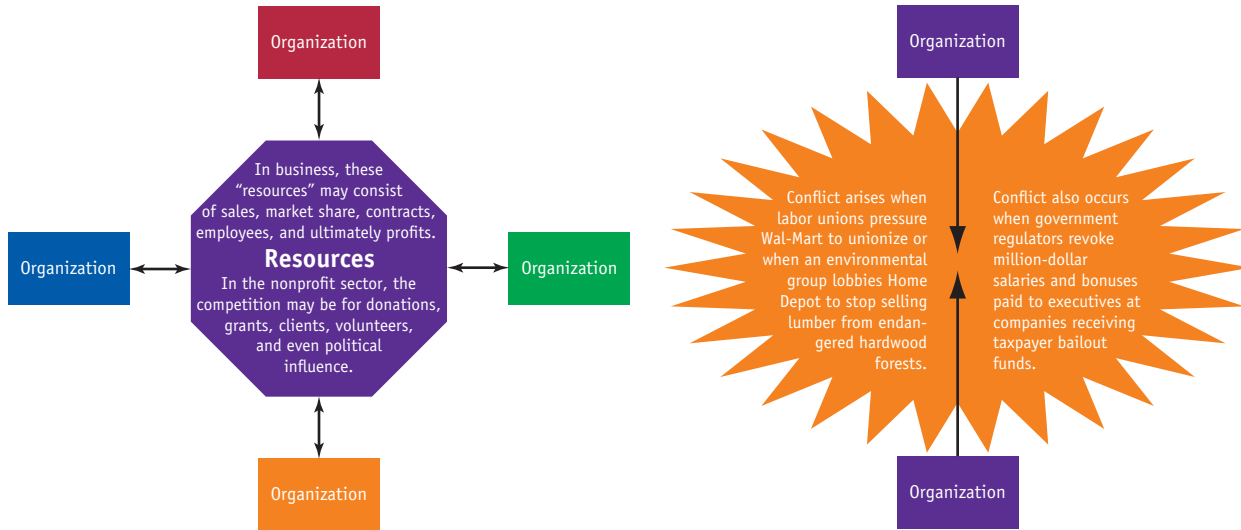 Organization
In business, these
“resources” may consist
of sales, market share, contracts,
employees, and ultimately profits.
Resources
In the nonprofit sector, the
competition may be for donations,
grants, clients, volunteers,
and even political
influence.
Organization
Organization
Organization
Organization
Conflict arises when
labor unions pressure
Wal-Mart to unionize or
when an environmental
group lobbies Home
Depot to stop selling
lumber from endan-
gered hardwood
forests.
Conflict also occurs
when government
regulators revoke
million-dollar
salaries and bonuses
paid to executives at
companies receiving
taxpayer bailout
funds.
Organization